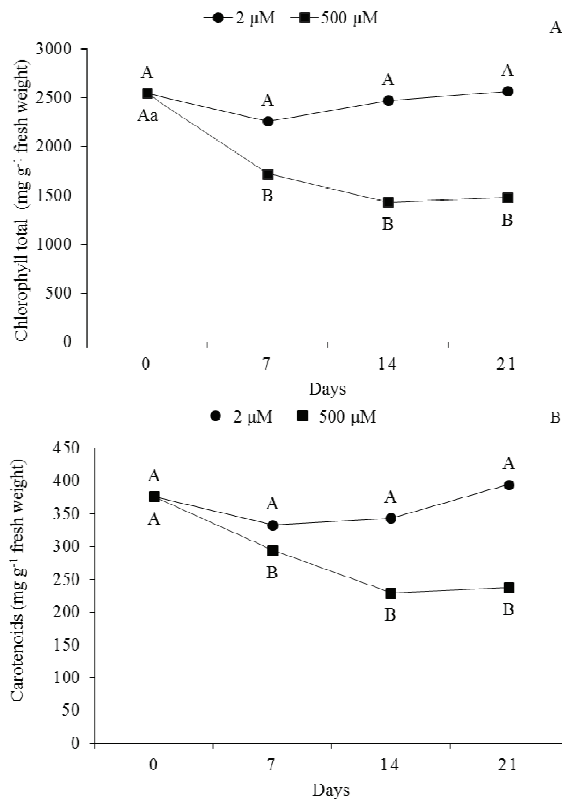 2 μM 500 μM
A
Chlorophyll total (mg g⁻¹ fresh weight)
3000
2500
2000
1500
1000
500
0
A
A
A
A
Aa
B
B
B
0 7 14 21
Days
2 μM 500 μM
B
Carotenoids (mg g⁻¹ fresh weight)
450
400
350
300
250
200
150
100
50
0
A
A
A
A
A
B
B
B
0 7 14 21
Days